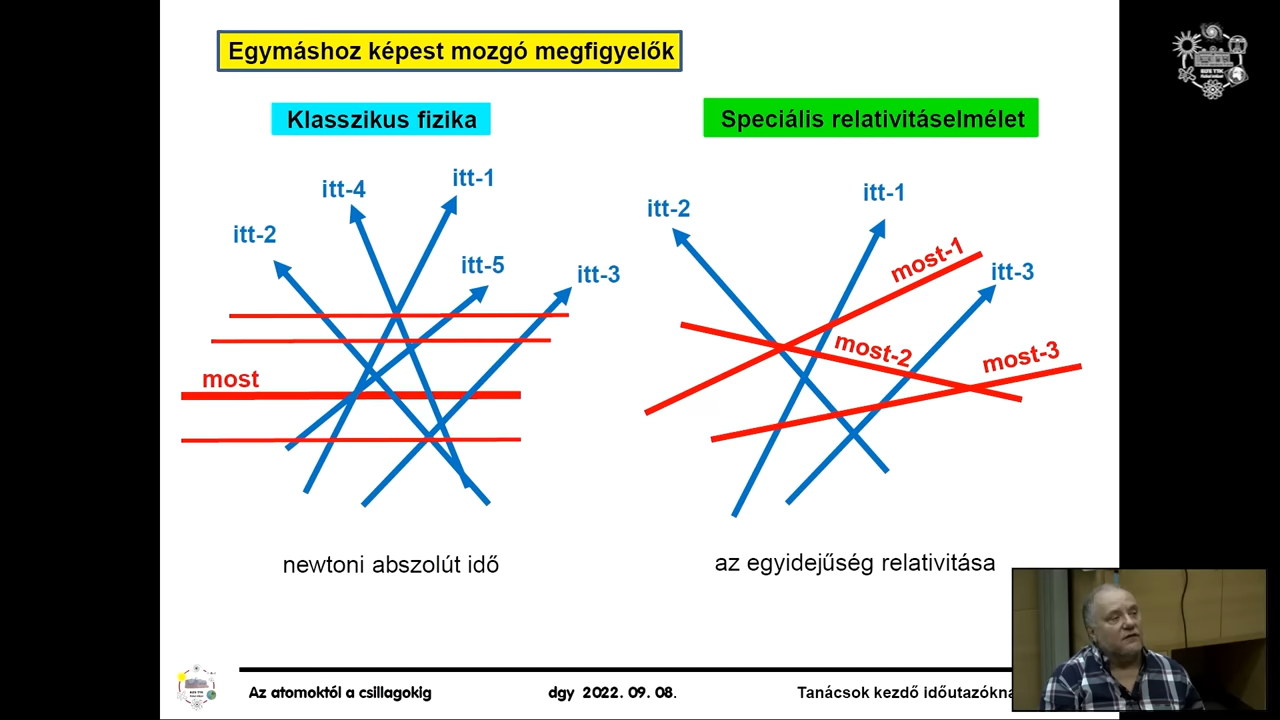 Egymáshoz képest mozgó megfigyelők
Klasszikus fizika
Speciális relativitáselmélet
itt-4
itt-1
itt-2
itt-5
itt-3
most
itt-2
itt-1
most-1
itt-3
most-2
most-3
newtoni abszolút idő
az egyidejűség relativitása
Az atomoktól a csillagokig
dgy 2022. 09. 08.
Tanácsok kezdő